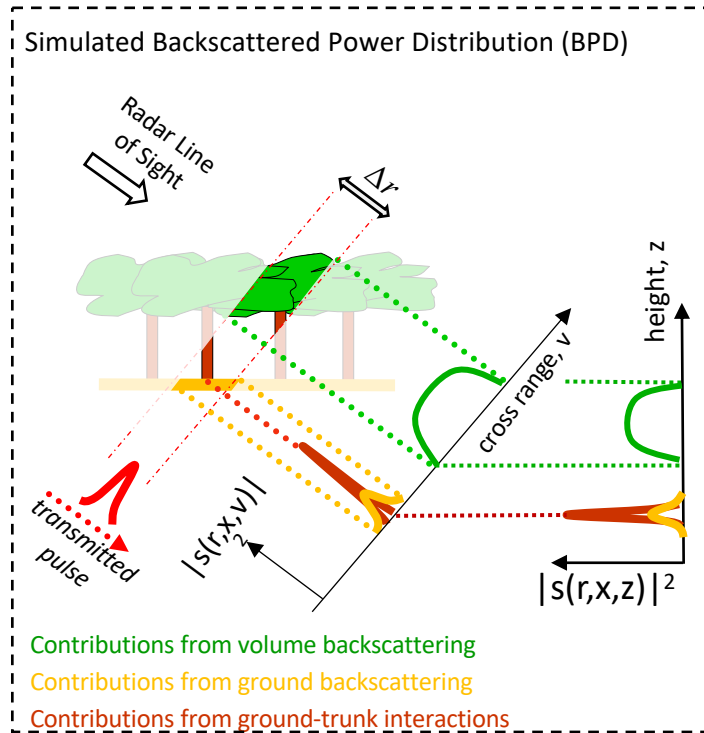 Simulated Backscattered Power Distribution (BPD)
Radar Line
of Sight
Δr
height, z
cross range, v
|s(r,x,v)|
2
transmitted
pulse
|s(r,x,z)|²
Contributions from volume backscattering
Contributions from ground backscattering
Contributions from ground-trunk interactions